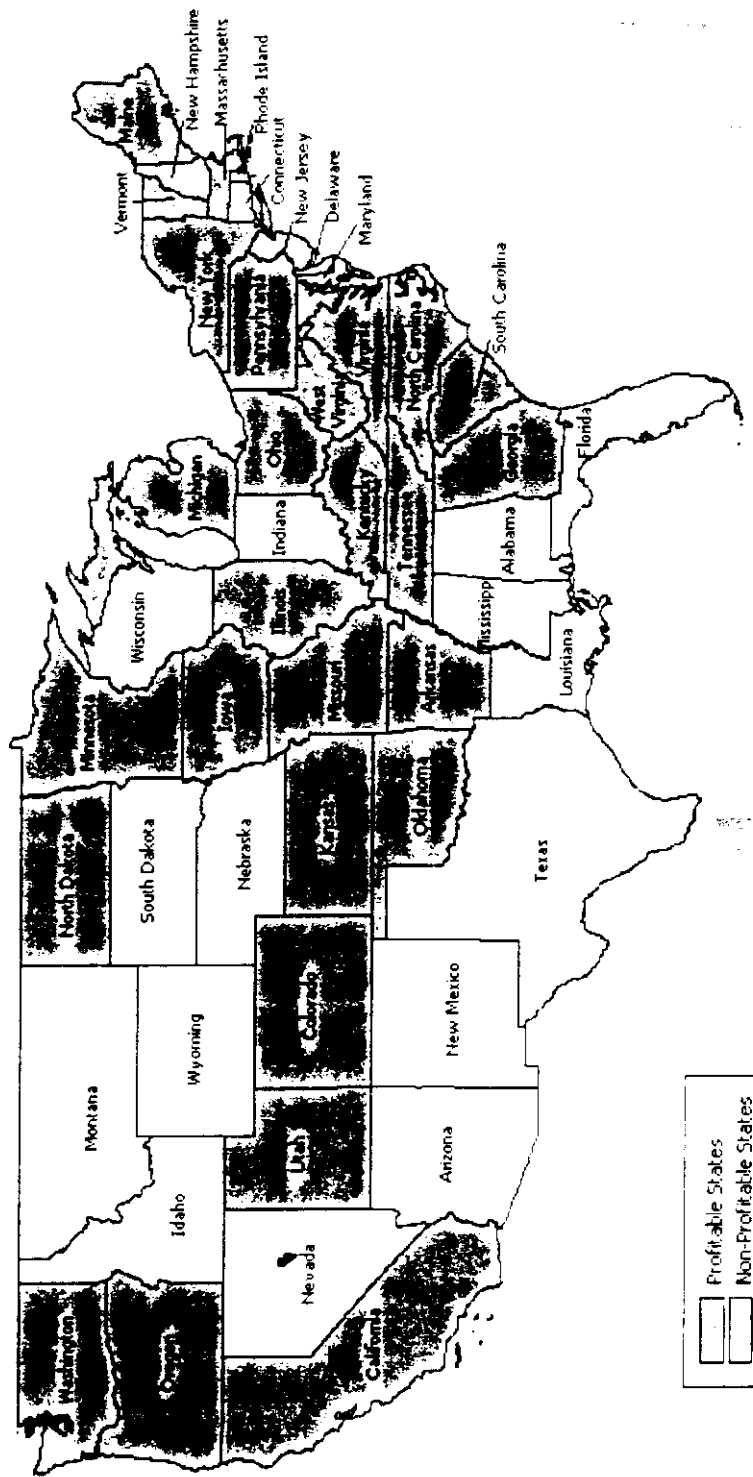 Washington
Oregon
California
Nevada
Idaho
Montana
Wyoming
Utah
Arizona
Colorado
New Mexico
North Dakota
South Dakota
Nebraska
Kansas
Oklahoma
Texas
Minnesota
Iowa
Missouri
Arkansas
Louisiana
Wisconsin
Illinois
Mississippi
Michigan
Indiana
Kentucky
Tennessee
Alabama
Ohio
West
Virginia
Virginia
North Carolina
South Carolina
Georgia
Florida
Pennsylvania
New York
Vermont
Maine
New Hampshire
Massachusetts
Rhode Island
Connecticut
New Jersey
Delaware
Maryland
Profitable States
Non-Profitable States